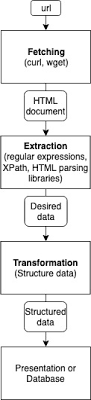 url
Fetching
(curl, wget)
HTML
document
Extraction
(regular expressions,
XPath, HTML parsing
libraries)
Desired
data
Transformation
(Structure data)
Structured
data
Presentation or
Database